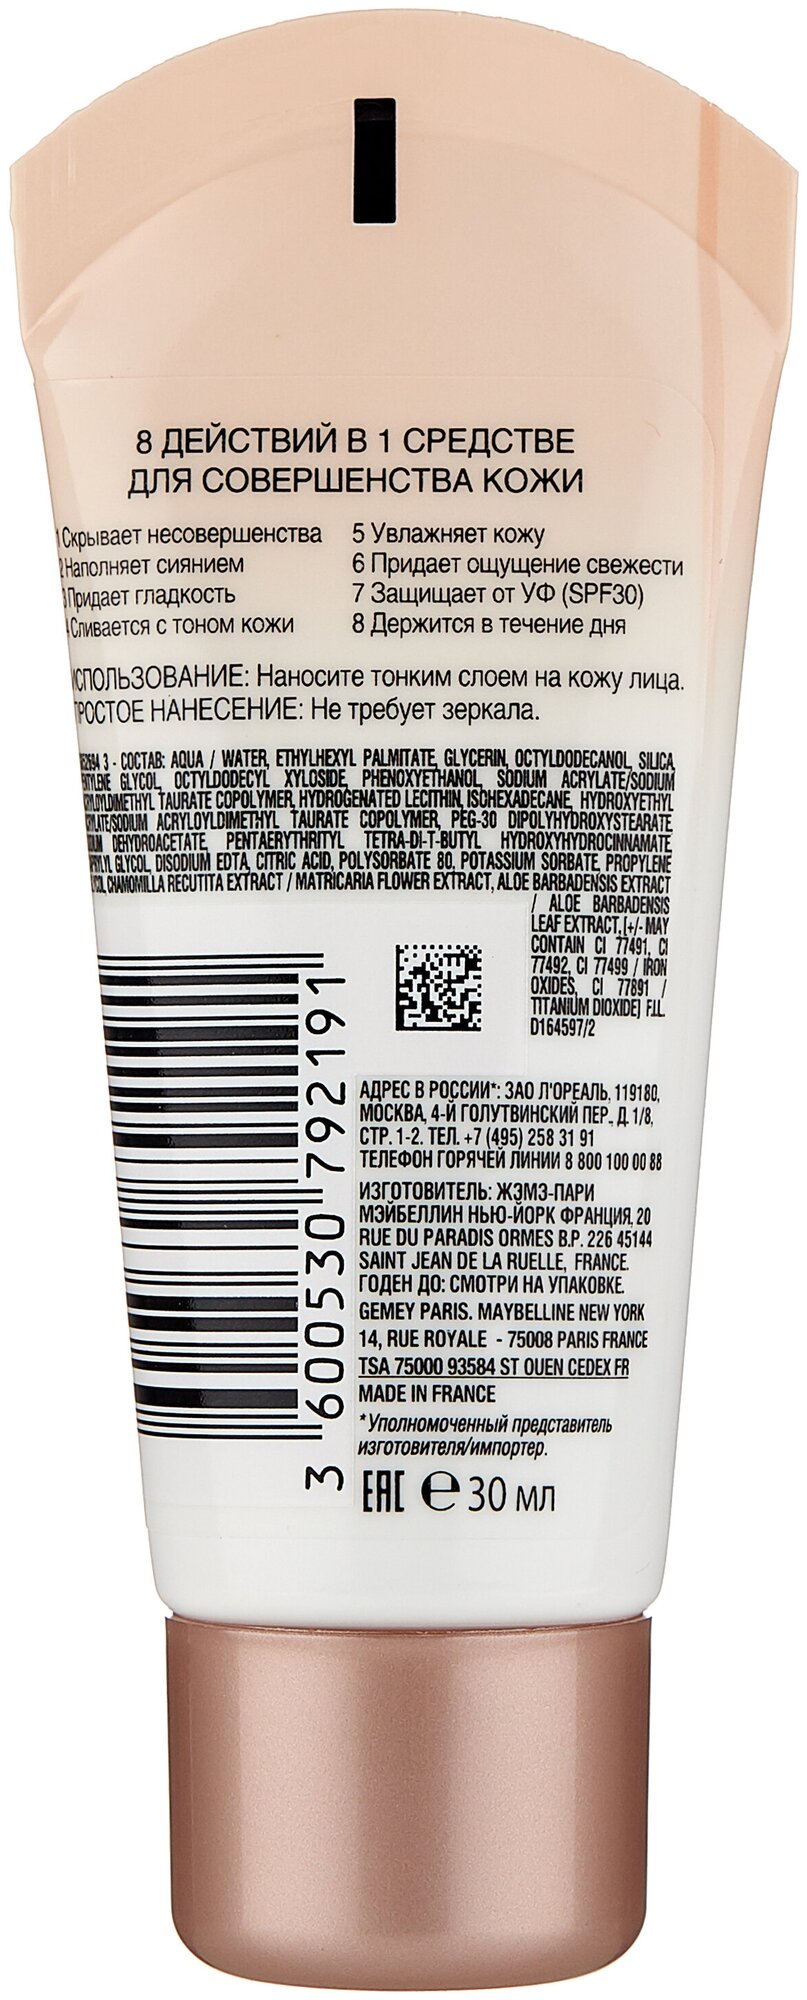 8 ДЕЙСТВИЙ В 1 СРЕДСТВЕ
ДЛЯ СОВЕРШЕНСТВА КОЖИ
1 Скрывает несовершенства
2 Наполняет сиянием
3 Придает гладкость
4 Сливается с тоном кожи
5 Увлажняет кожу
6 Придает ощущение свежести
7 Защищает от УФ (SPF30)
8 Держится в течение дня
ИСПОЛЬЗОВАНИЕ: Наносите тонким слоем на кожу лица.
ПРОСТОЕ НАНЕСЕНИЕ: Не требует зеркала.
3 - СОСТАВ: AQUA / WATER, ETHYLHEXYL PALMITATE, GLYCERIN, OCTYLDODECANOL, SILICA,
GLYCOL, OCTYLDODECYL XYLOSIDE, PHENOXYETHANOL, SODIUM ACRYLATE/SODIUM
TAURATE COPOLYMER, HYDROGENATED LECITHIN, ISOHEXADECANE, HYDROXYETHYL
ACRYLOYLDIMETHYL TAURATE COPOLYMER, PEG-30 DIPOLYHYDROXYSTEARATE,
DEHYDROACETATE, PENTAERYTHRITYL TETRA-DI-T-BUTYL HYDROXYHYDROCINNAMATE,
GLYCOL, DISODIUM EDTA, CITRIC ACID, POLYSORBATE 80, POTASSIUM SORBATE, PROPYLENE
CHAMOMILLA RECUTITA EXTRACT / MATRICARIA FLOWER EXTRACT, ALOE BARBADENSIS EXTRACT
/ ALOE BARBADENSIS
LEAF EXTRACT, [+/- MAY
CONTAIN CI 77491, CI
77492, CI 77499 / IRON
OXIDES, CI 77891 /
TITANIUM DIOXIDE] F.I.L.
D164597/2
АДРЕС В РОССИИ*: ЗАО Л'ОРЕАЛЬ, 119180,
МОСКВА, 4-Й ГОЛУТВИНСКИЙ ПЕР., Д. 1/8,
СТР. 1-2. ТЕЛ. +7 (495) 258 31 91
ТЕЛЕФОН ГОРЯЧЕЙ ЛИНИИ 8 800 100 00 88
ИЗГОТОВИТЕЛЬ: ЖЭМЭ-ПАРИ
МЭЙБЕЛЛИН НЬЮ-ЙОРК ФРАНЦИЯ, 20
RUE DU PARADIS ORMES B.P. 226 45144
SAINT JEAN DE LA RUELLE, FRANCE.
ГОДЕН ДО: СМОТРИ НА УПАКОВКЕ.
GEMEY PARIS. MAYBELLINE NEW YORK
14, RUE ROYALE - 75008 PARIS FRANCE
TSA 75000 93584 ST OUEN CEDEX FR
MADE IN FRANCE
*Уполномоченный представитель
изготовителя/импортер.
EAC ℮ 30 мл
3 600530 792191